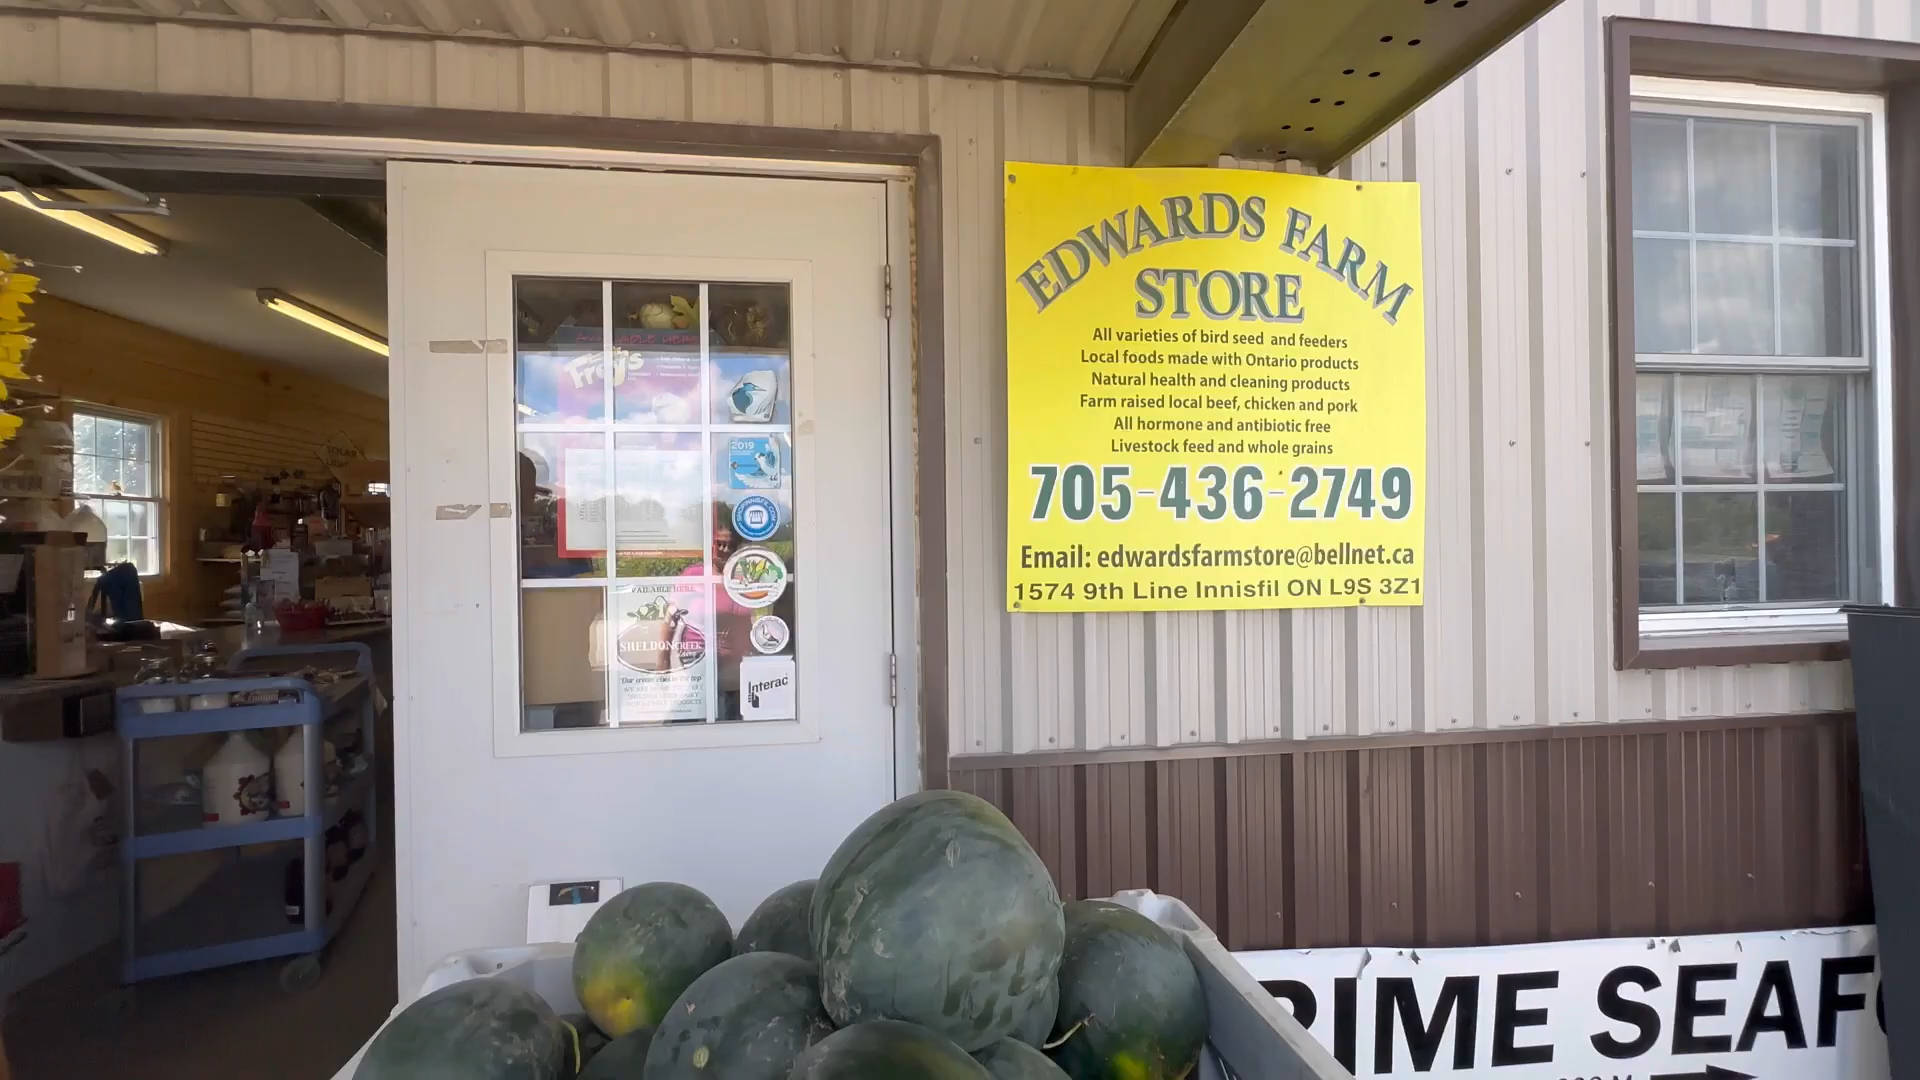 EDWARDS FARM
STORE
All varieties of bird seed and feeders
Local foods made with Ontario products
Natural health and cleaning products
Farm raised local beef, chicken and pork
All hormone and antibiotic free
Livestock feed and whole grains
705-436-2749
Email: edwardsfarmstore@bellnet.ca
1574 9th Line Innisfil ON L9S 3Z1
2019
SHELDON CREEK
Interac
SOLAR
RIME SEAF